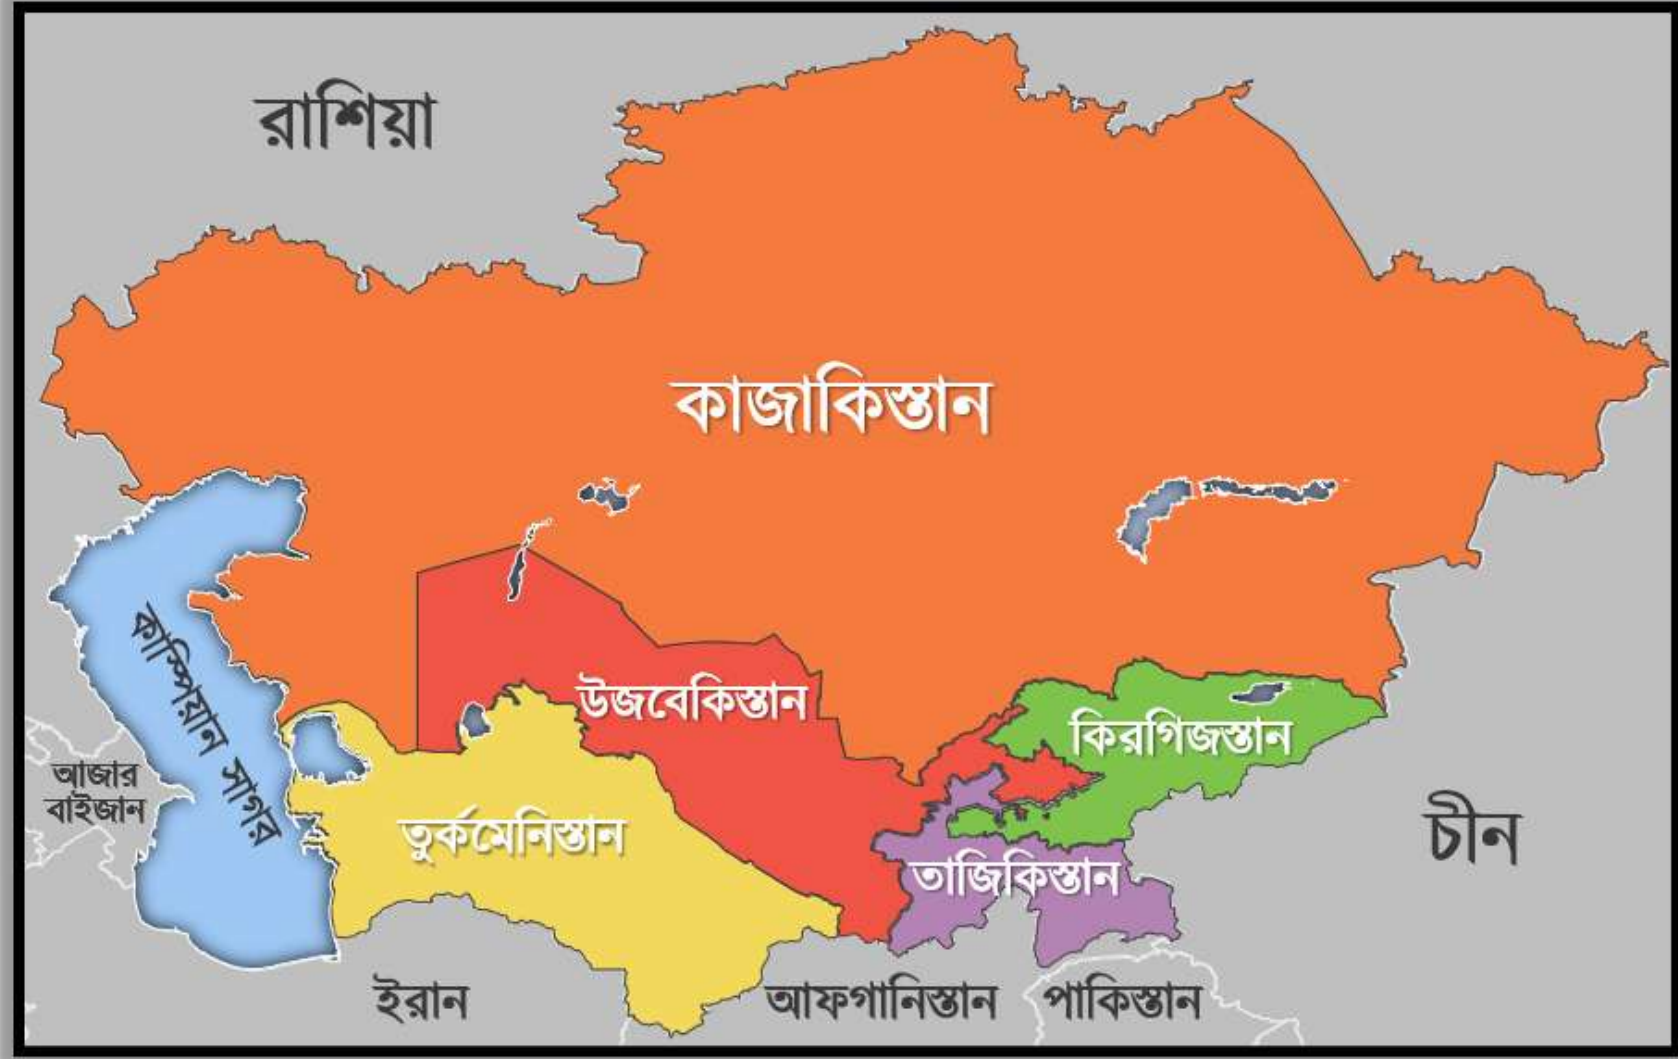 রাশিয়া
কাজাকিস্তান
কাস্পিয়ান সাগর
উজবেকিস্তান
কিরগিজস্তান
আজার
বাইজান
তুর্কমেনিস্তান
চীন
তাজিকিস্তান
ইরান
আফগানিস্তান
পাকিস্তান